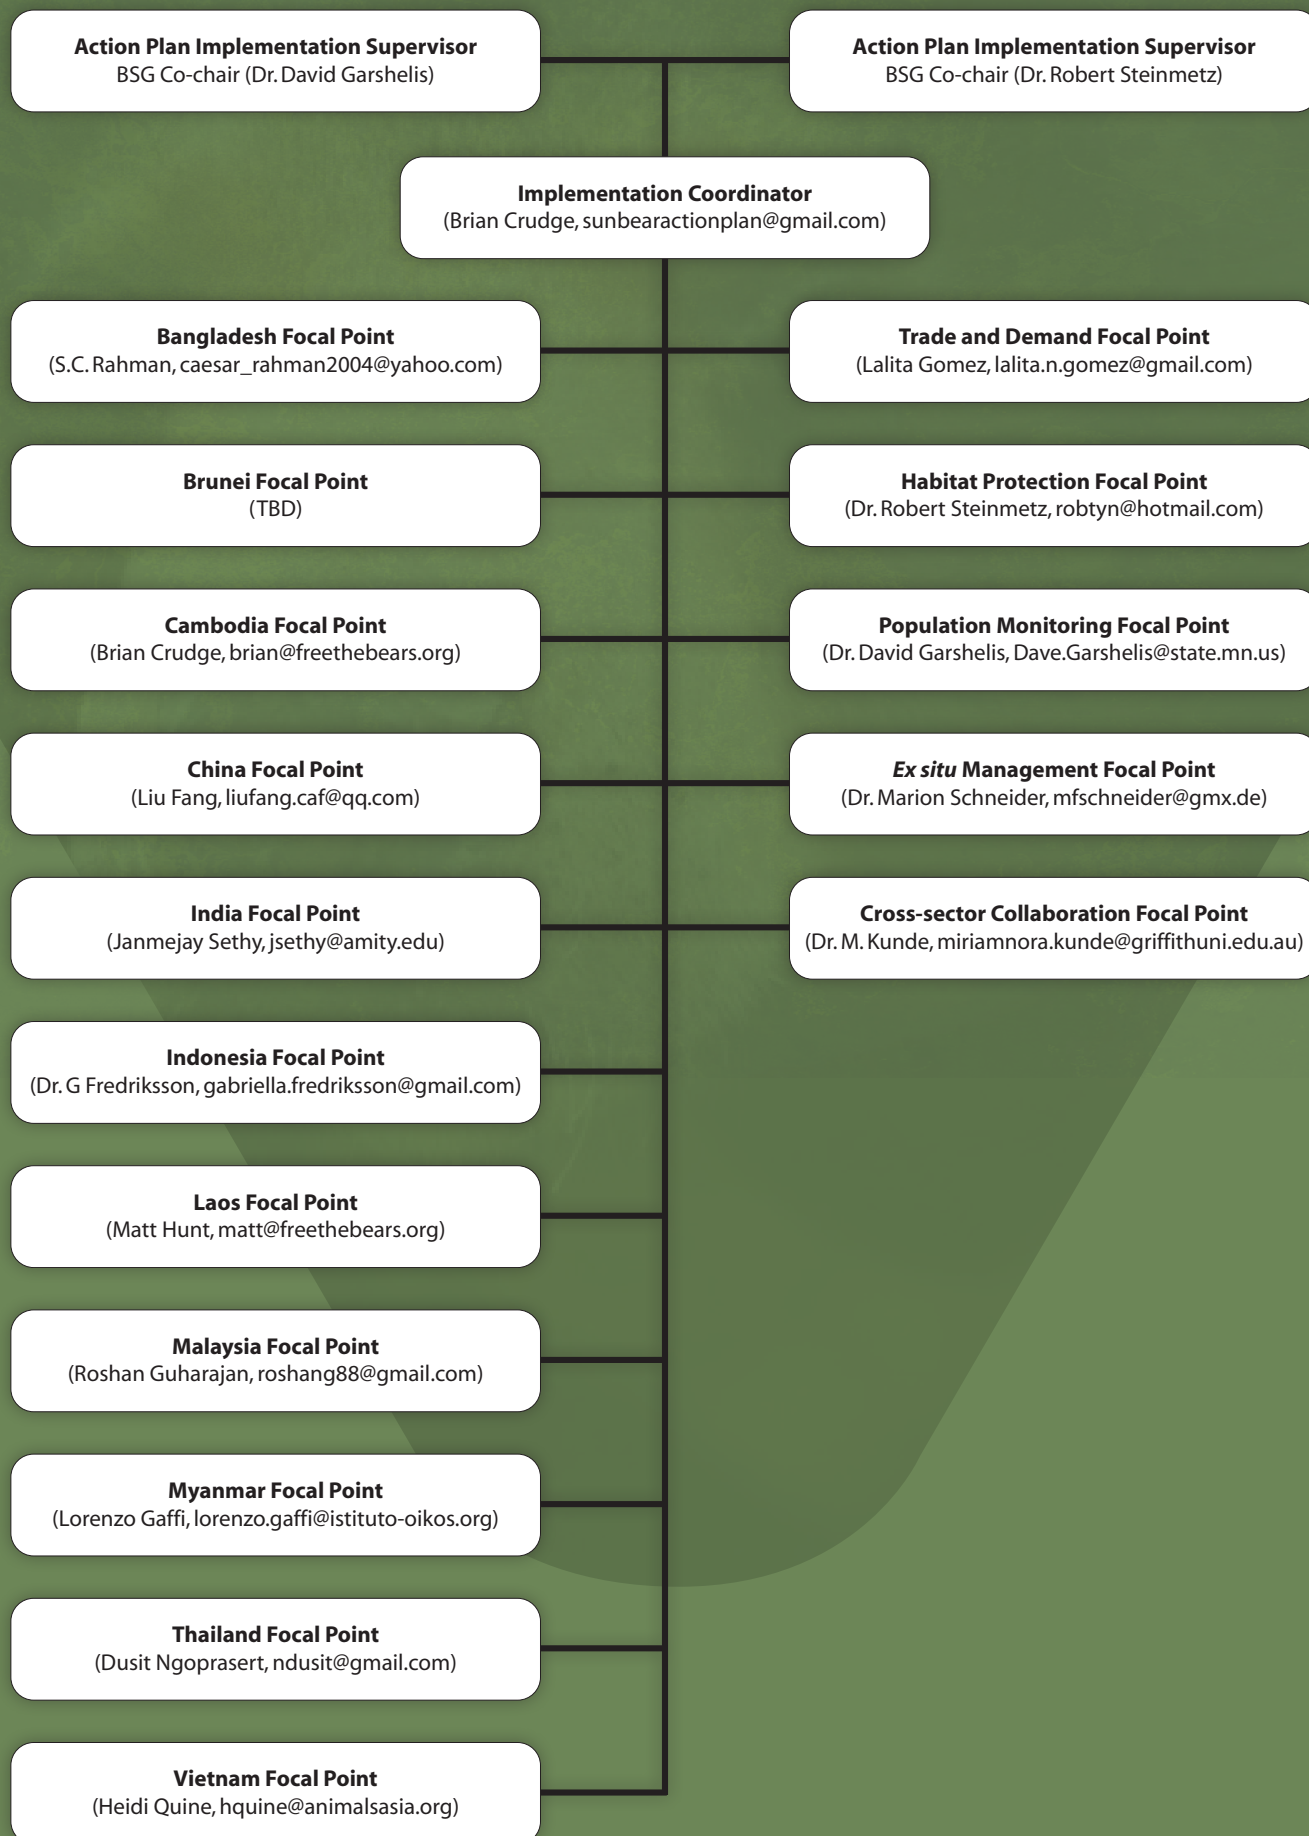 Action Plan Implementation Supervisor
BSG Co-chair (Dr. David Garshelis)
Action Plan Implementation Supervisor
BSG Co-chair (Dr. Robert Steinmetz)
Implementation Coordinator
(Brian Crudge, sunbearactionplan@gmail.com)
Bangladesh Focal Point
(S.C. Rahman, caesar_rahman2004@yahoo.com)
Trade and Demand Focal Point
(Lalita Gomez, lalita.n.gomez@gmail.com)
Brunei Focal Point
(TBD)
Habitat Protection Focal Point
(Dr. Robert Steinmetz, robtyn@hotmail.com)
Cambodia Focal Point
(Brian Crudge, brian@freethebears.org)
Population Monitoring Focal Point
(Dr. David Garshelis, Dave.Garshelis@state.mn.us)
China Focal Point
(Liu Fang, liufang.caf@qq.com)
Ex situ Management Focal Point
(Dr. Marion Schneider, mfschneider@gmx.de)
India Focal Point
(Janmejay Sethy, jsethy@amity.edu)
Cross-sector Collaboration Focal Point
(Dr. M. Kunde, miriamnora.kunde@griffithuni.edu.au)
Indonesia Focal Point
(Dr. G Fredriksson, gabriella.fredriksson@gmail.com)
Laos Focal Point
(Matt Hunt, matt@freethebears.org)
Malaysia Focal Point
(Roshan Guharajan, roshang88@gmail.com)
Myanmar Focal Point
(Lorenzo Gaffi, lorenzo.gaffi@istituto-oikos.org)
Thailand Focal Point
(Dusit Ngoprasert, ndusit@gmail.com)
Vietnam Focal Point
(Heidi Quine, hquine@animalsasia.org)